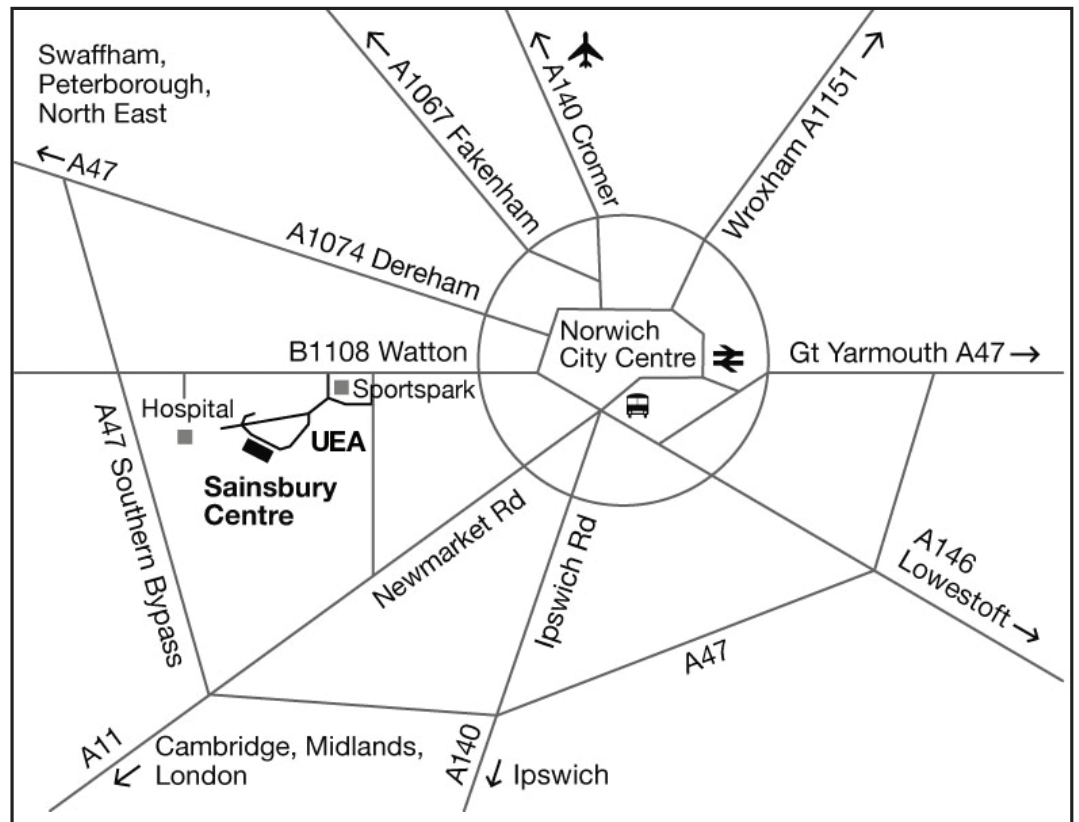 Swaffham,
Peterborough,
North East
A47
A1067 Fakenham
A140 Cromer
Wroxham A1151
A1074 Dereham
Norwich
City Centre
B1108 Watton
Gt Yarmouth A47
Sportspark
Hospital
UEA
Sainsbury
Centre
A47 Southern Bypass
Newmarket Rd
Ipswich Rd
A146
Lowestoft
A47
A11
Cambridge, Midlands,
London
A140
Ipswich